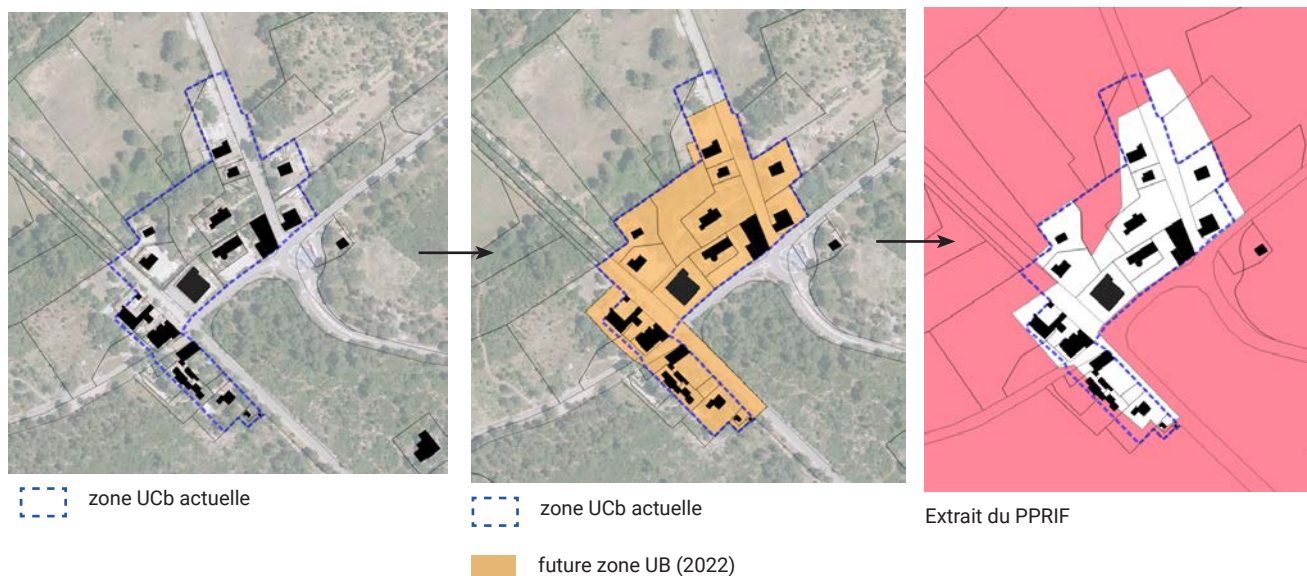 zone UCb actuelle
zone UCb actuelle
future zone UB (2022)
Extrait du PPRIF